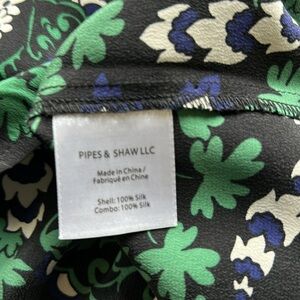 PIPES & SHAW LLC
Made in China /
Fabriqué en Chine
Shell: 100% Silk
Combo: 100% Silk